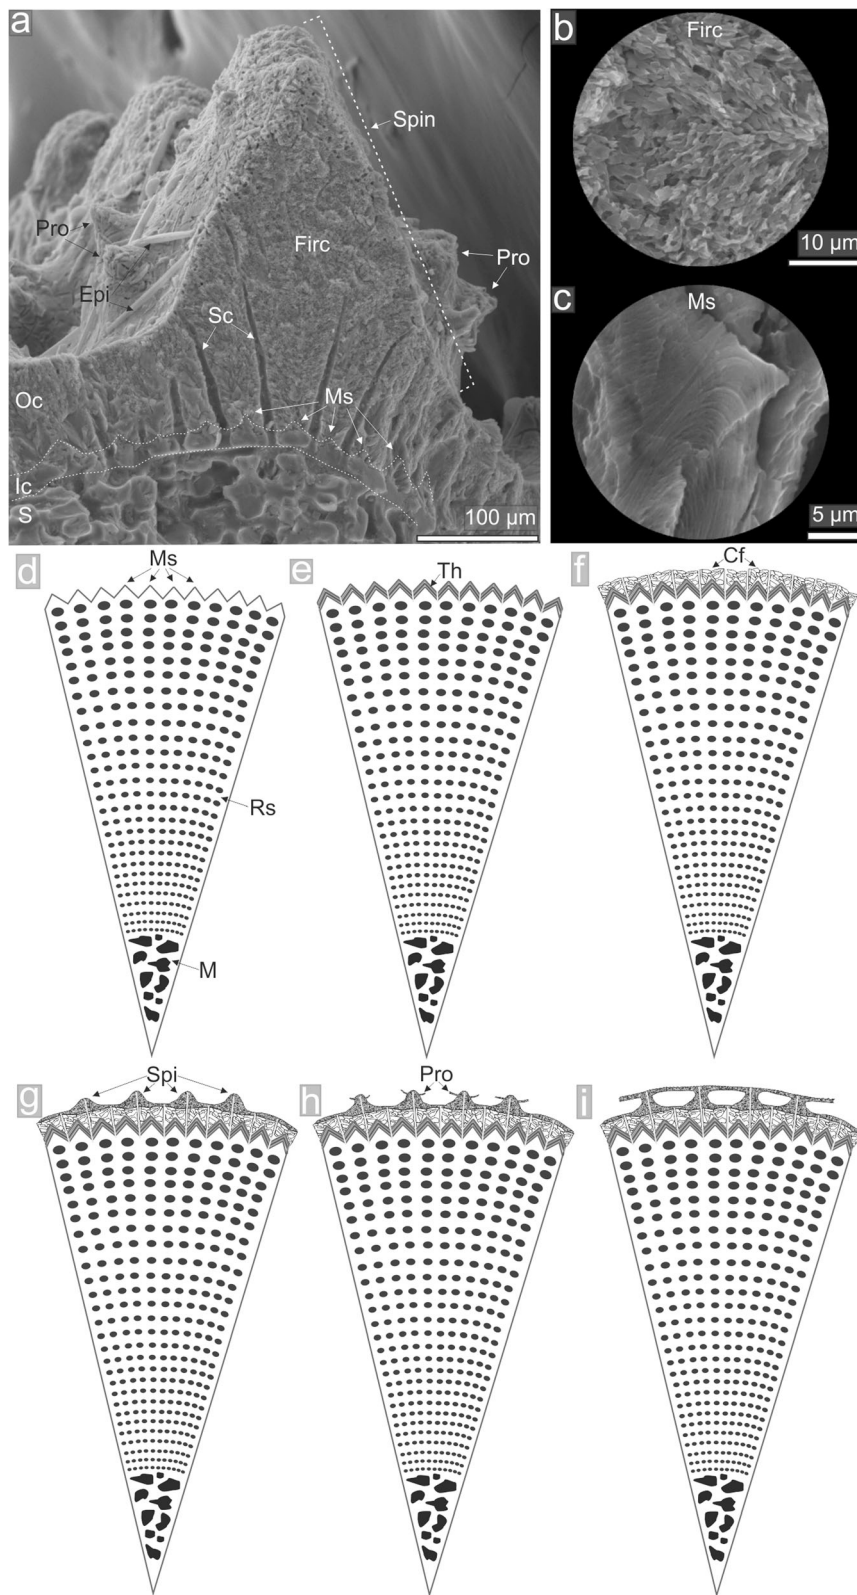 a
Spin
Pro
Firc
Pro
Epi
Sc
Oc
Ms
Ic
S
100 µm
b
Firc
10 µm
c
Ms
5 µm
d
Ms
Rs
M
e
Th
f
Cf
g
Spi
h
Pro
i